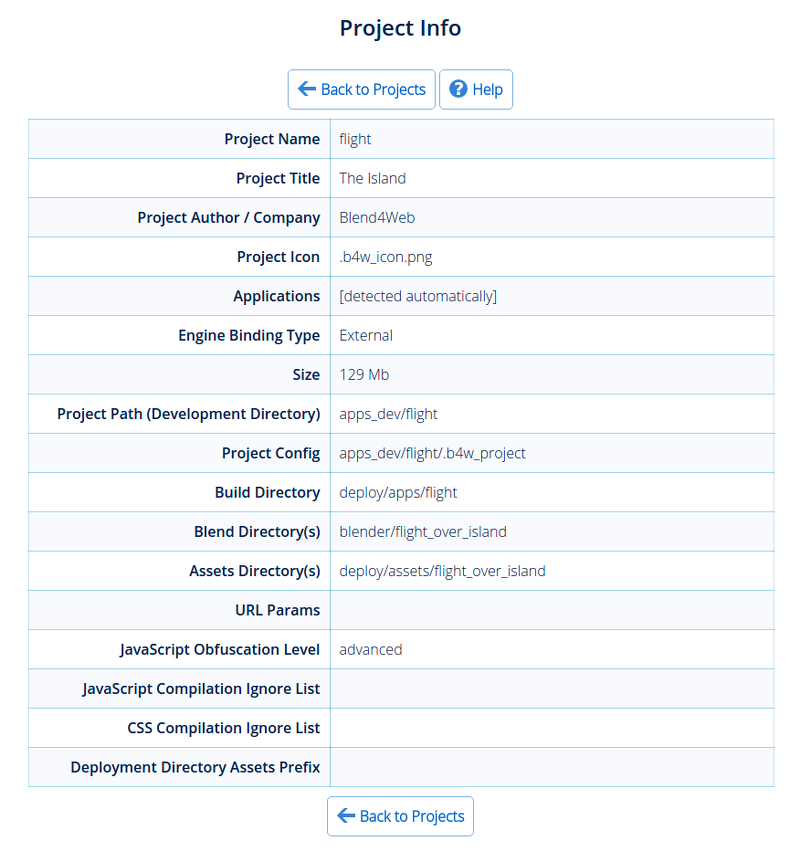 Project Info
Back to Projects Help
Project Name flight
Project Title The Island
Project Author / Company Blend4Web
Project Icon .b4w_icon.png
Applications [detected automatically]
Engine Binding Type External
Size 129 Mb
Project Path (Development Directory) apps_dev/flight
Project Config apps_dev/flight/.b4w_project
Build Directory deploy/apps/flight
Blend Directory(s) blender/flight_over_island
Assets Directory(s) deploy/assets/flight_over_island
URL Params
JavaScript Obfuscation Level advanced
JavaScript Compilation Ignore List
CSS Compilation Ignore List
Deployment Directory Assets Prefix
Back to Projects